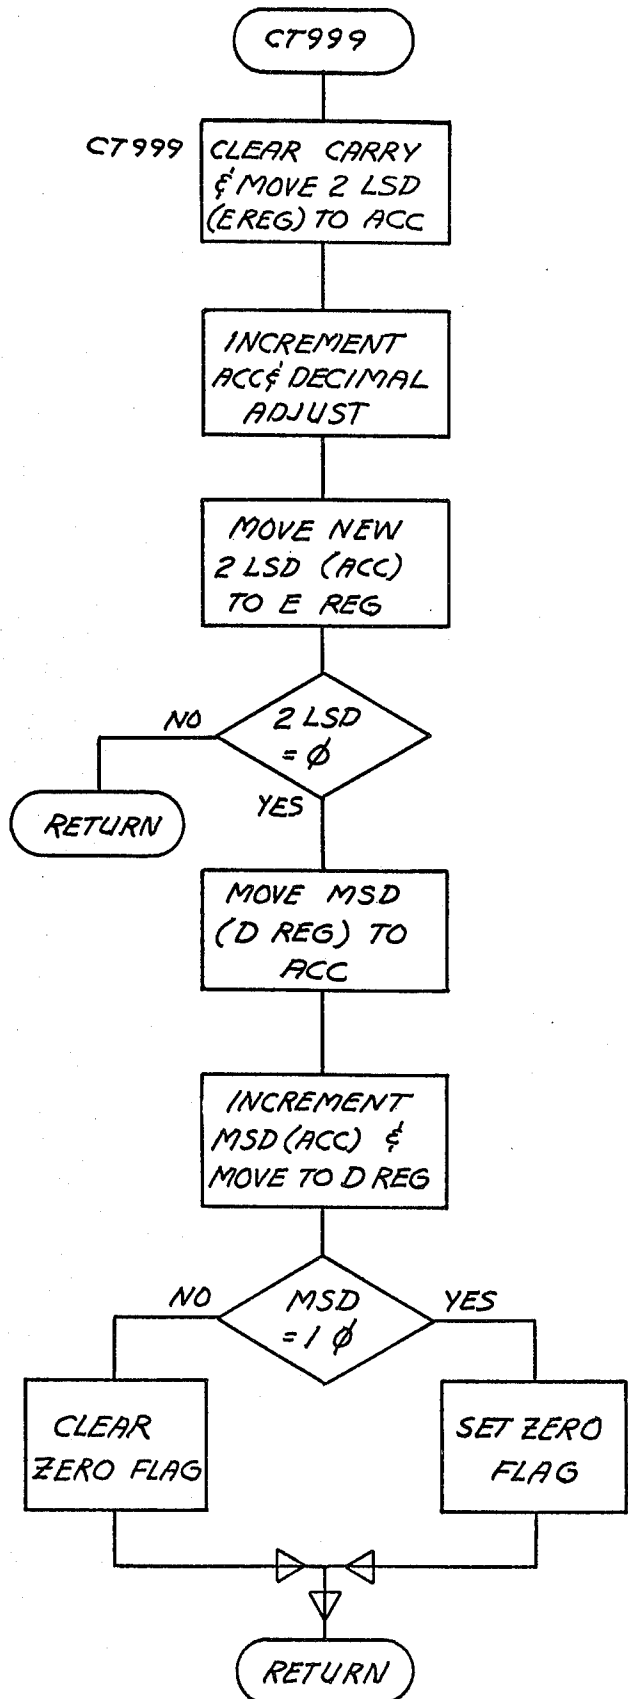 CT999
CT999
CLEAR CARRY
& MOVE 2 LSD
(E REG) TO ACC
INCREMENT
ACC & DECIMAL
ADJUST
MOVE NEW
2 LSD (ACC)
TO E REG
2 LSD
= ϕ
NO
YES
RETURN
MOVE MSD
(D REG) TO
ACC
INCREMENT
MSD (ACC) &
MOVE TO D REG
MSD
= 1 ϕ
NO
YES
CLEAR
ZERO FLAG
SET ZERO
FLAG
RETURN